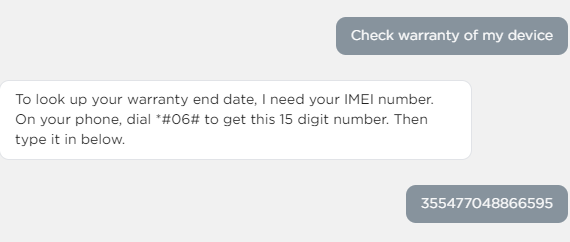 Check warranty of my device
To look up your warranty end date, I need your IMEI number.
On your phone, dial *#06# to get this 15 digit number. Then
type it in below.
355477048866595